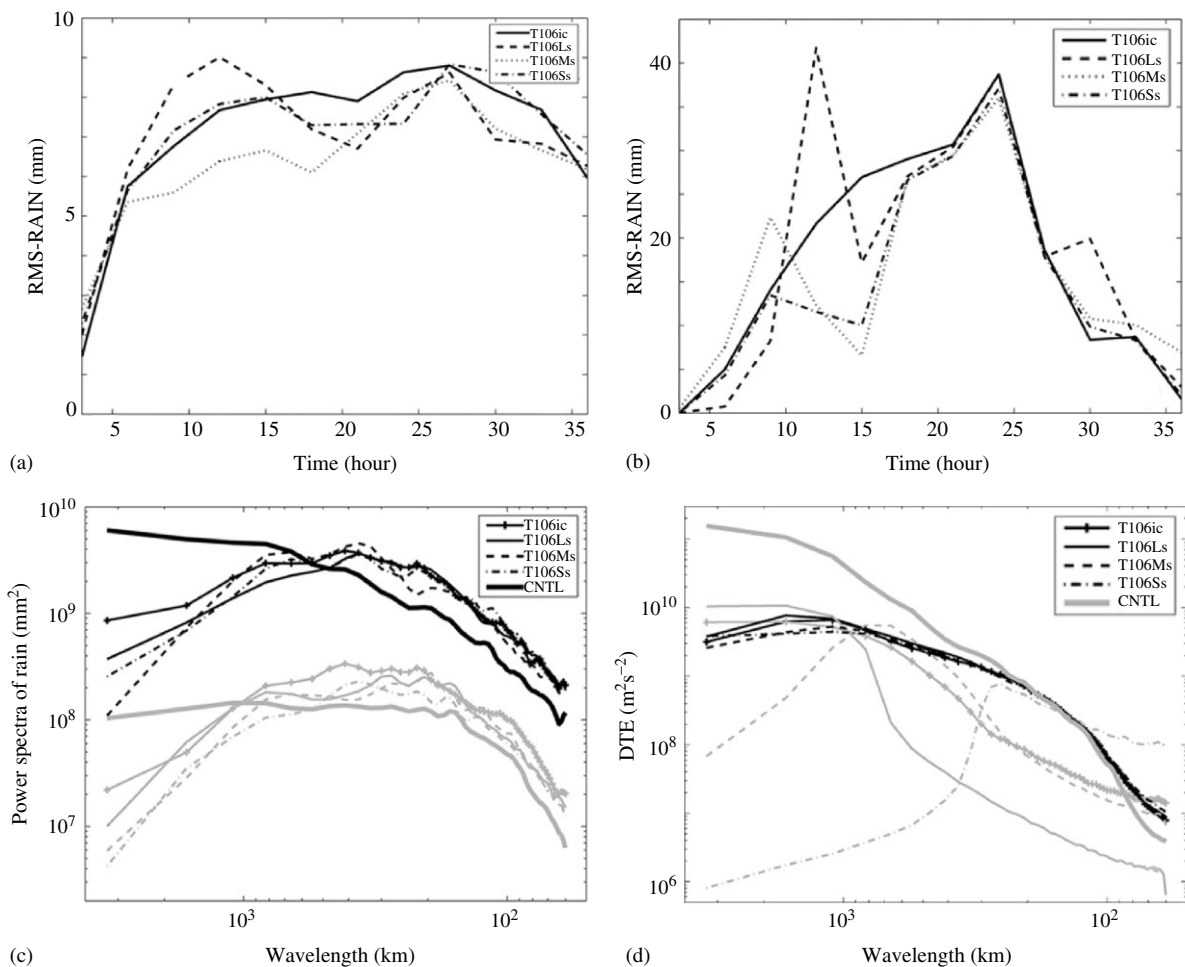 10
T106ic
T106Ls
T106Ms
T106Ss
5
0
RMS-RAIN (mm)
5 10 15 20 25 30 35
Time (hour)
(a)
40
T106ic
T106Ls
T106Ms
T106Ss
20
0
RMS-RAIN (mm)
5 10 15 20 25 30 35
Time (hour)
(b)
10^10
T106ic
T106Ls
T106Ms
T106Ss
CNTL
10^9
10^8
10^7
Power spectra of rain (mm²)
10^3 10^2
Wavelength (km)
(c)
T106ic
T106Ls
T106Ms
T106Ss
CNTL
10^10
10^8
10^6
DTE (m²s⁻²)
10^3 10^2
Wavelength (km)
(d)